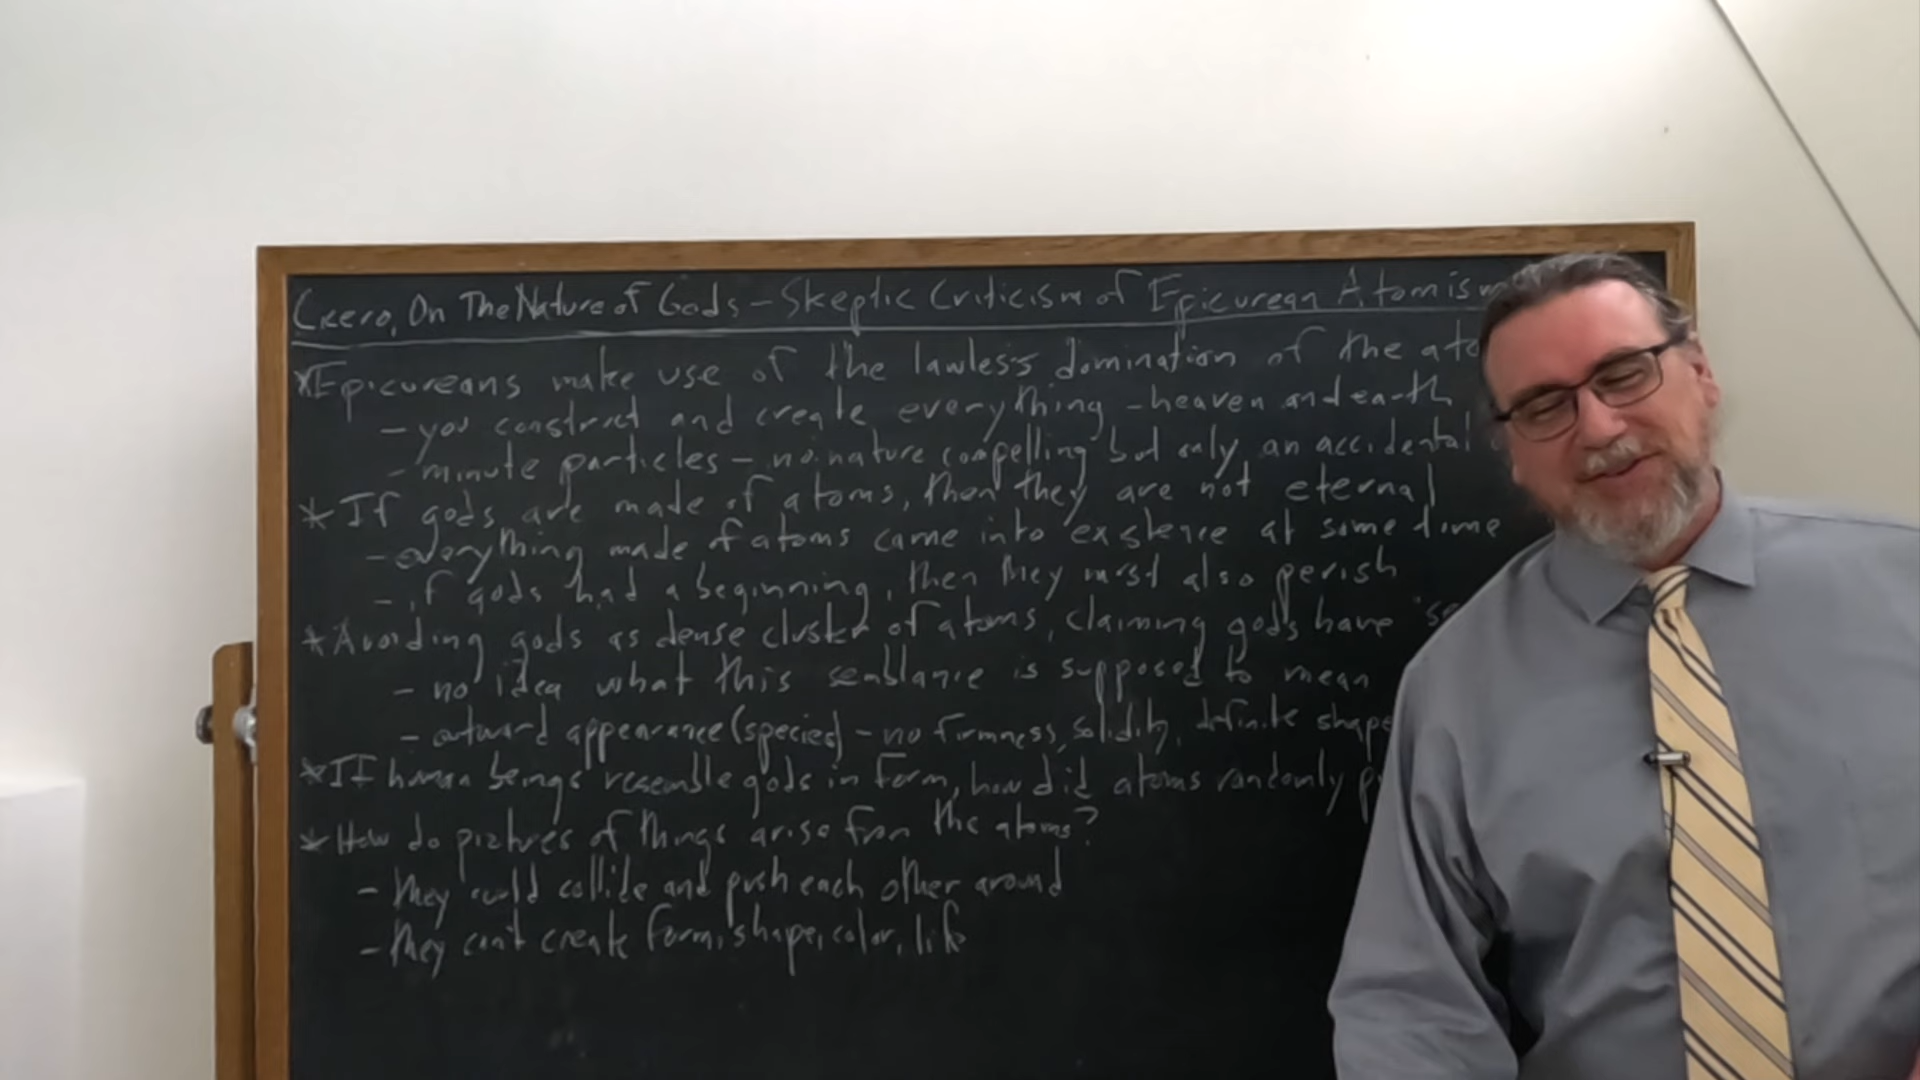 Cicero, On The Nature of Gods - Skeptic Criticism of Epicurean Atomism
* Epicureans make use of the lawless domination of the ato
- you construct and create everything - heaven and earth
- minute particles - no nature compelling but only an accidental
* If gods are made of atoms, then they are not eternal
- everything made of atoms came into existence at some time
- if gods had a beginning, then they must also perish
* Avoiding gods as dense cluster of atoms, claiming gods have "se
- no idea what this semblance is supposed to mean
- outward appearance (species) - no firmness, solidity, definite shape
* If human beings resemble gods in form, how did atoms randomly p
* How do pictures of things arise from the atoms?
- they could collide and push each other around
- they can't create form, shape, color, life